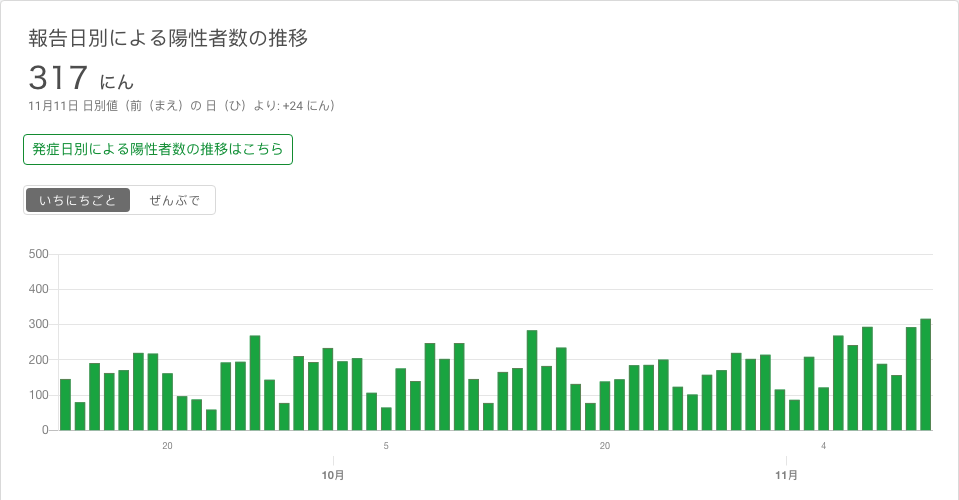 報告日別による陽性者数の推移
317 にん
11月11日 日別値（前（まえ）の 日（ひ）より: +24 にん）
発症日別による陽性者数の推移はこちら
いちにちごと ぜんぶで
500
400
300
200
100
0
20 5 20 4
10月 11月